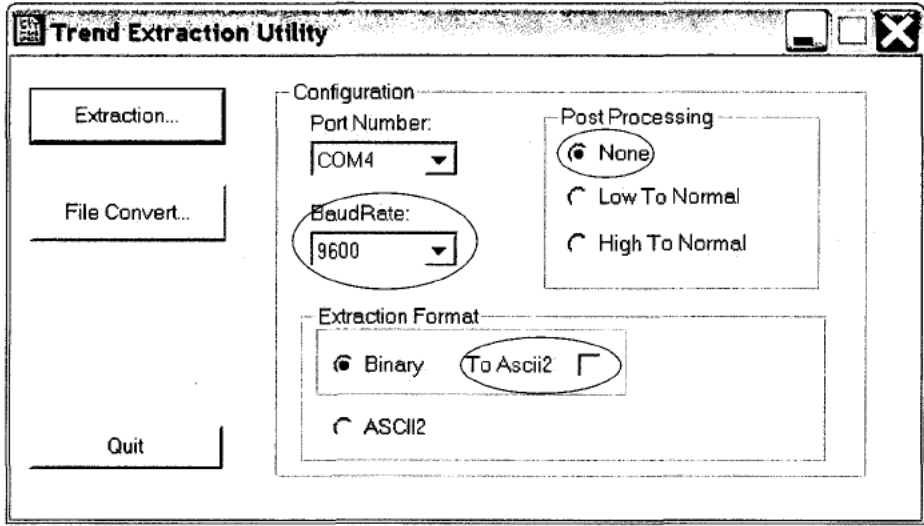 Trend Extraction Utility
Extraction...
File Convert...
Quit
Configuration
Port Number:
COM4
BaudRate:
9600
Post Processing
None
Low To Normal
High To Normal
Extraction Format
Binary To Ascii2
ASCII2